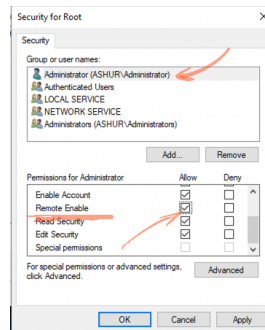 Security for Root
Security
Group or user names:
Administrator (ASHUR\Administrator)
Authenticated Users
LOCAL SERVICE
NETWORK SERVICE
Administrators (ASHUR\Administrators)
Add... Remove
Permissions for Administrator Allow Deny
Enable Account
Remote Enable
Read Security
Edit Security
Special permissions
For special permissions or advanced settings,
click Advanced.
Advanced
OK Cancel Apply